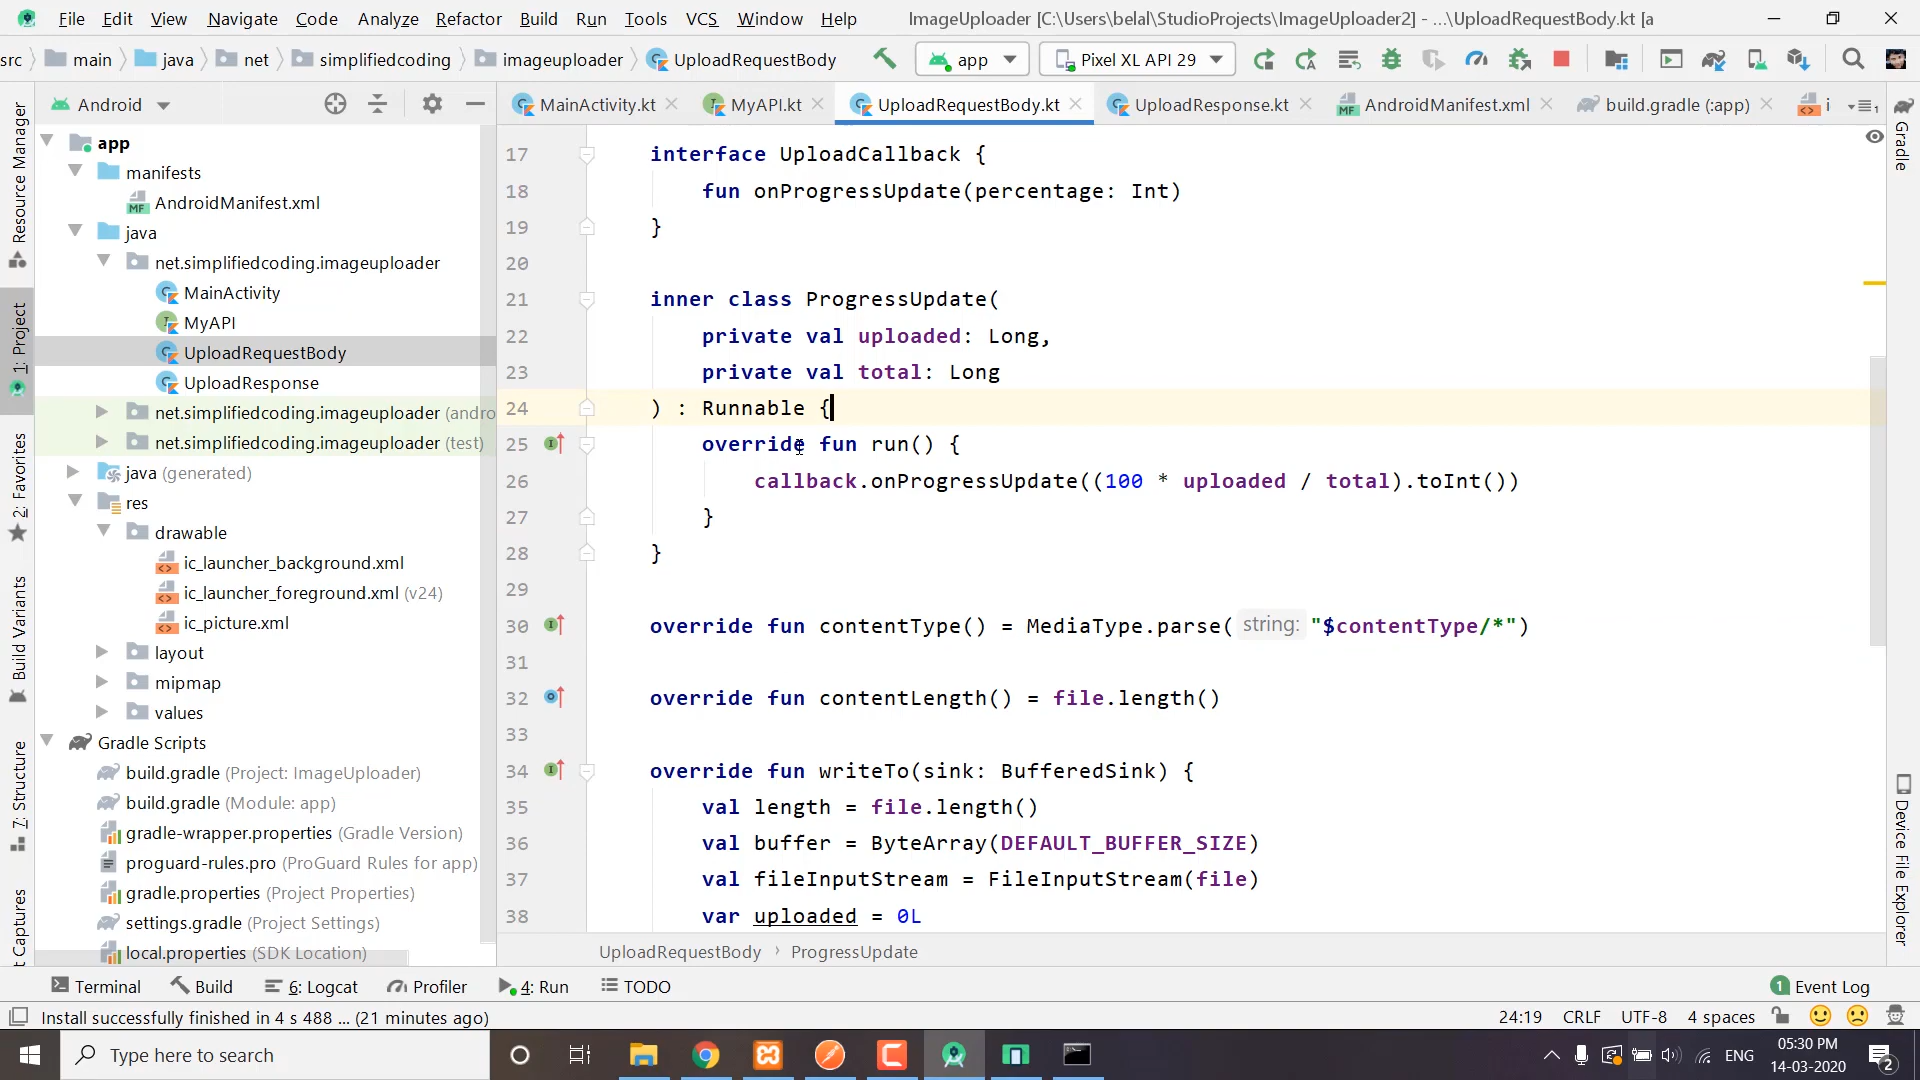 File Edit View Navigate Code Analyze Refactor Build Run Tools VCS Window Help ImageUploader [C:\Users\belal\StudioProjects\ImageUploader2] - ...\UploadRequestBody.kt [a
src main java net simplifiedcoding imageuploader UploadRequestBody app Pixel XL API 29
Android MainActivity.kt MyAPI.kt UploadRequestBody.kt UploadResponse.kt AndroidManifest.xml build.gradle (:app) i
Resource Manager
1: Project
2: Favorites
Build Variants
7: Structure
t Captures
app
manifests
AndroidManifest.xml
java
net.simplifiedcoding.imageuploader
MainActivity
MyAPI
UploadRequestBody
UploadResponse
net.simplifiedcoding.imageuploader (andro
net.simplifiedcoding.imageuploader (test)
java (generated)
res
drawable
ic_launcher_background.xml
ic_launcher_foreground.xml (v24)
ic_picture.xml
layout
mipmap
values
Gradle Scripts
build.gradle (Project: ImageUploader)
build.gradle (Module: app)
gradle-wrapper.properties (Gradle Version)
proguard-rules.pro (ProGuard Rules for app)
gradle.properties (Project Properties)
settings.gradle (Project Settings)
local.properties (SDK Location)
17 interface UploadCallback {
18 fun onProgressUpdate(percentage: Int)
19 }
20
21 inner class ProgressUpdate(
22 private val uploaded: Long,
23 private val total: Long
24 ) : Runnable {
25 override fun run() {
26 callback.onProgressUpdate((100 * uploaded / total).toInt())
27 }
28 }
29
30 override fun contentType() = MediaType.parse( string: "$contentType/*")
31
32 override fun contentLength() = file.length()
33
34 override fun writeTo(sink: BufferedSink) {
35 val length = file.length()
36 val buffer = ByteArray(DEFAULT_BUFFER_SIZE)
37 val fileInputStream = FileInputStream(file)
38 var uploaded = 0L
UploadRequestBody › ProgressUpdate
Gradle
Device File Explorer
Terminal Build 6: Logcat Profiler 4: Run TODO 1 Event Log
Install successfully finished in 4 s 488 ... (21 minutes ago) 24:19 CRLF UTF-8 4 spaces
Type here to search ENG 05:30 PM
14-03-2020 2